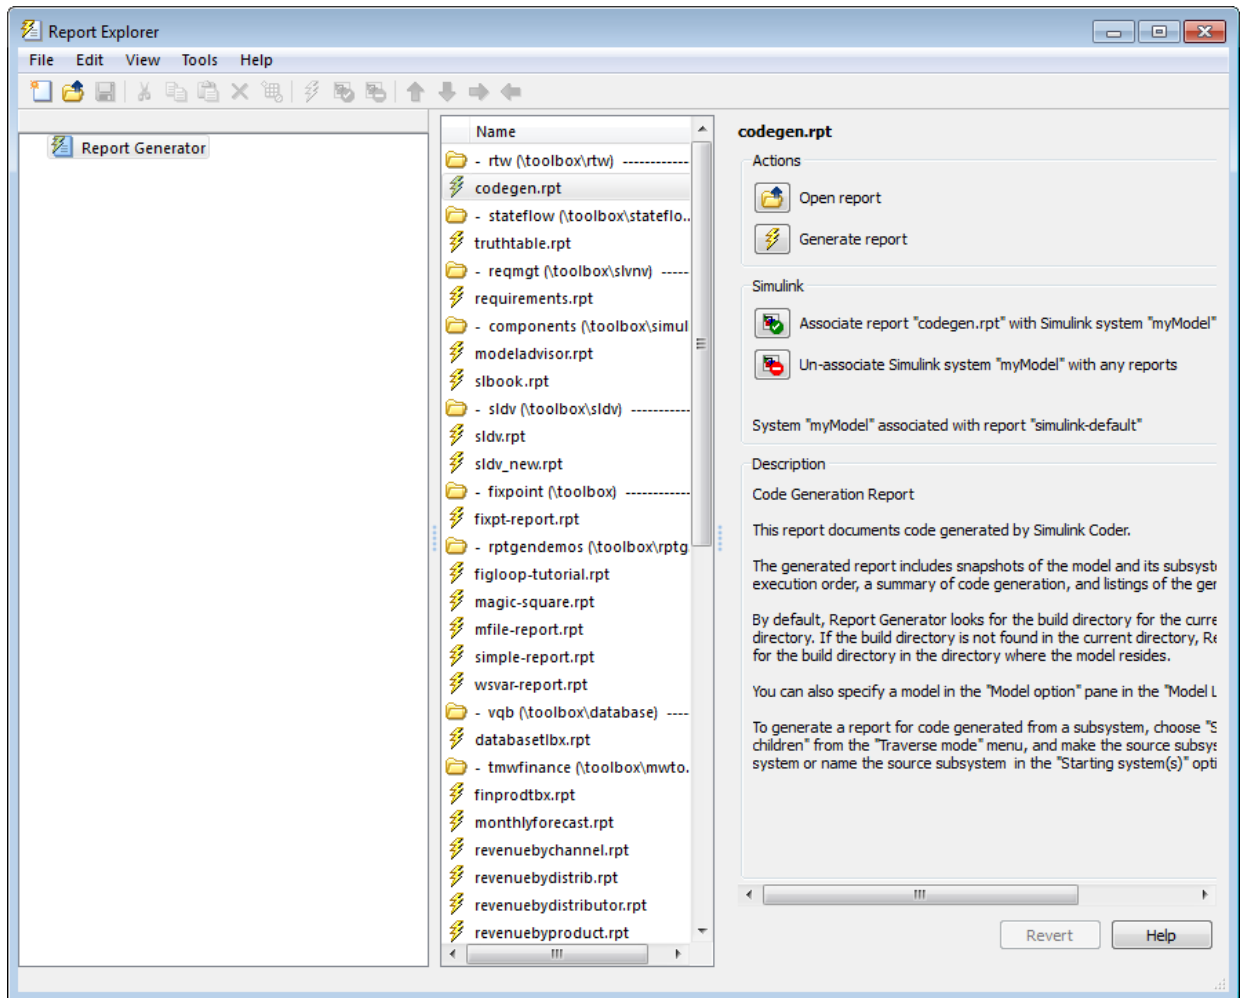 Report Explorer
File Edit View Tools Help
Report Generator
Name
- rtw (\toolbox\rtw) ------------
codegen.rpt
- stateflow (\toolbox\stateflo..
truthtable.rpt
- reqmgt (\toolbox\slvnv) -----
requirements.rpt
- components (\toolbox\simul
modeladvisor.rpt
slbook.rpt
- sldv (\toolbox\sldv) -----------
sldv.rpt
sldv_new.rpt
- fixpoint (\toolbox) ------------
fixpt-report.rpt
- rptgendemos (\toolbox\rptg
figloop-tutorial.rpt
magic-square.rpt
mfile-report.rpt
simple-report.rpt
wsvar-report.rpt
- vqb (\toolbox\database) ----
databasetlbx.rpt
- tmwfinance (\toolbox\mwto.
finprodtbx.rpt
monthlyforecast.rpt
revenuebychannel.rpt
revenuebydistrib.rpt
revenuebydistributor.rpt
revenuebyproduct.rpt
codegen.rpt
Actions
Open report
Generate report
Simulink
Associate report "codegen.rpt" with Simulink system "myModel"
Un-associate Simulink system "myModel" with any reports
System "myModel" associated with report "simulink-default"
Description
Code Generation Report
This report documents code generated by Simulink Coder.
The generated report includes snapshots of the model and its subsyste
execution order, a summary of code generation, and listings of the ger
By default, Report Generator looks for the build directory for the curre
directory. If the build directory is not found in the current directory, Re
for the build directory in the directory where the model resides.
You can also specify a model in the "Model option" pane in the "Model L
To generate a report for code generated from a subsystem, choose "S
children" from the "Traverse mode" menu, and make the source subsys
system or name the source subsystem in the "Starting system(s)" opti
Revert Help